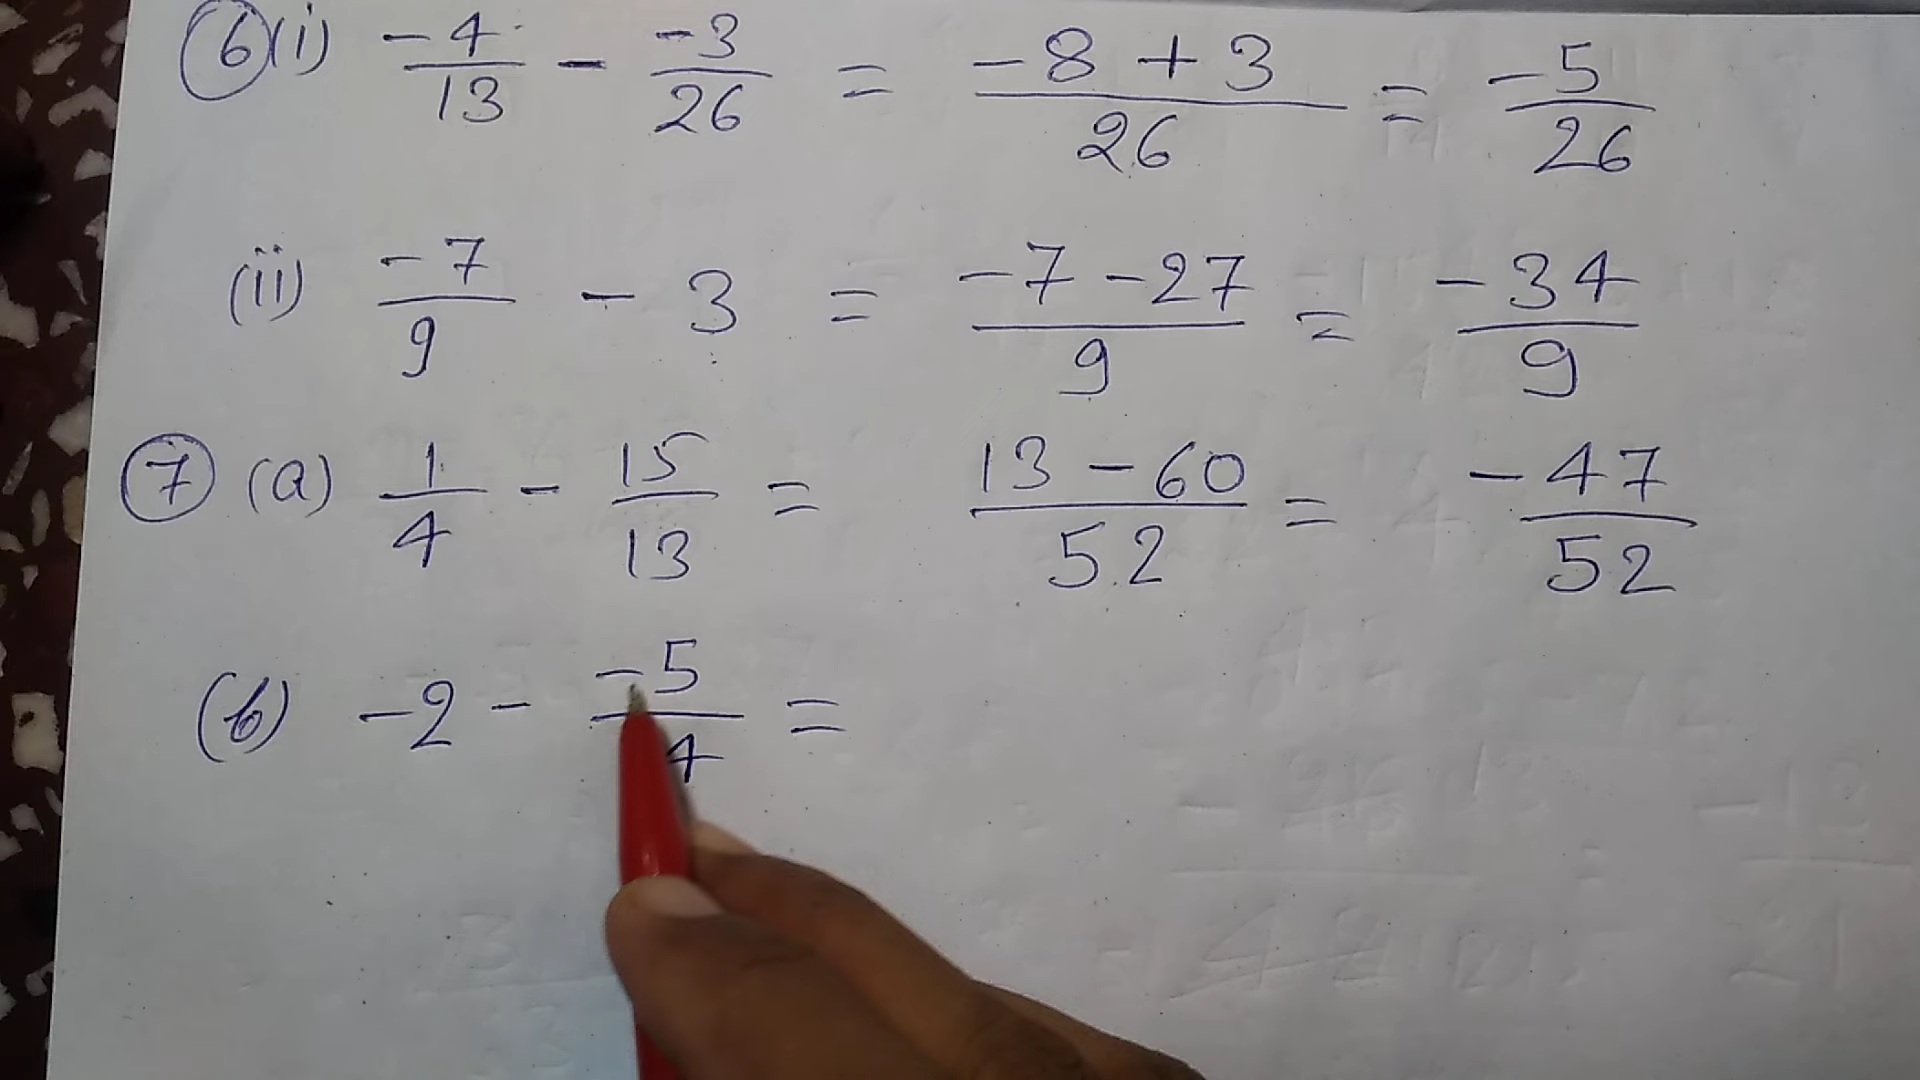 6 (i) -4/13 - -3/26 = -8 + 3/26 = -5/26
(ii) -7/9 - 3 = -7 - 27/9 = -34/9
7 (a) 1/4 - 15/13 = 13 - 60/52 = -47/52
(b) -2 - -5/4 =